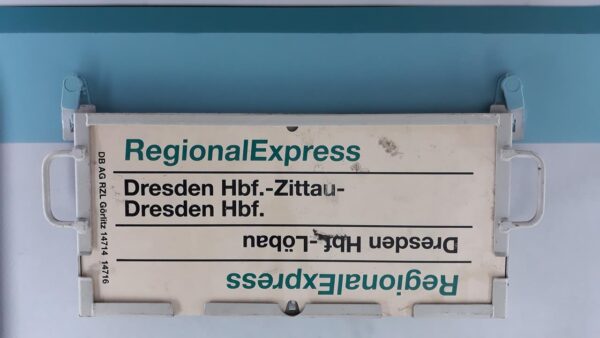 RegionalExpress
Dresden Hbf.-Zittau-
Dresden Hbf.
Dresden Hbf.-Löbau
RegionalExpress
DB AG RZL Görlitz 14714 14716